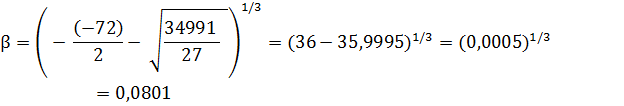 β = ( − (−72)/2 − √(34991/27) )^1/3 = (36 − 35,9995)^1/3 = (0,0005)^1/3
= 0,0801